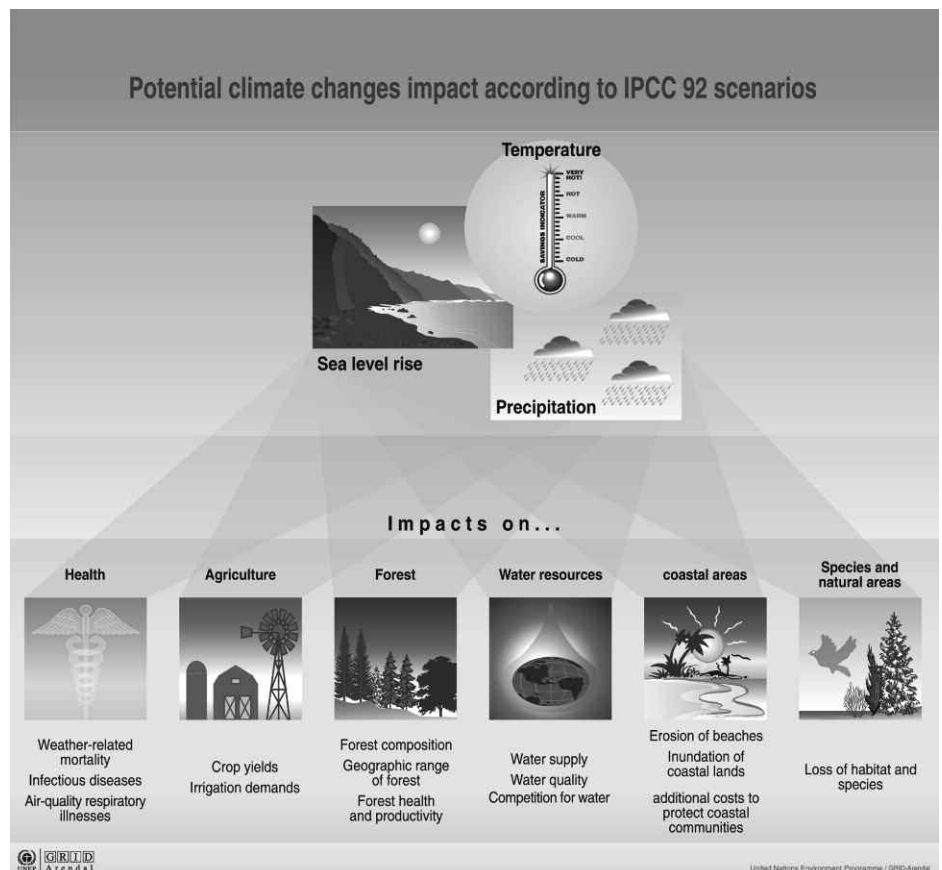 Potential climate changes impact according to IPCC 92 scenarios
Temperature
VERY
HOT!
HOT
WARM
COOL
COLD
SAVINGS INDICATOR
Sea level rise
Precipitation
Impacts on...
Health
Agriculture
Forest
Water resources
coastal areas
Species and
natural areas
Weather-related
mortality
Infectious diseases
Air-quality respiratory
illnesses
Crop yields
Irrigation demands
Forest composition
Geographic range
of forest
Forest health
and productivity
Water supply
Water quality
Competition for water
Erosion of beaches
Inundation of
coastal lands
additional costs to
protect coastal
communities
Loss of habitat and
species
UNEP
GRID
Arendal
United Nations Environment Programme / GRID-Arendal